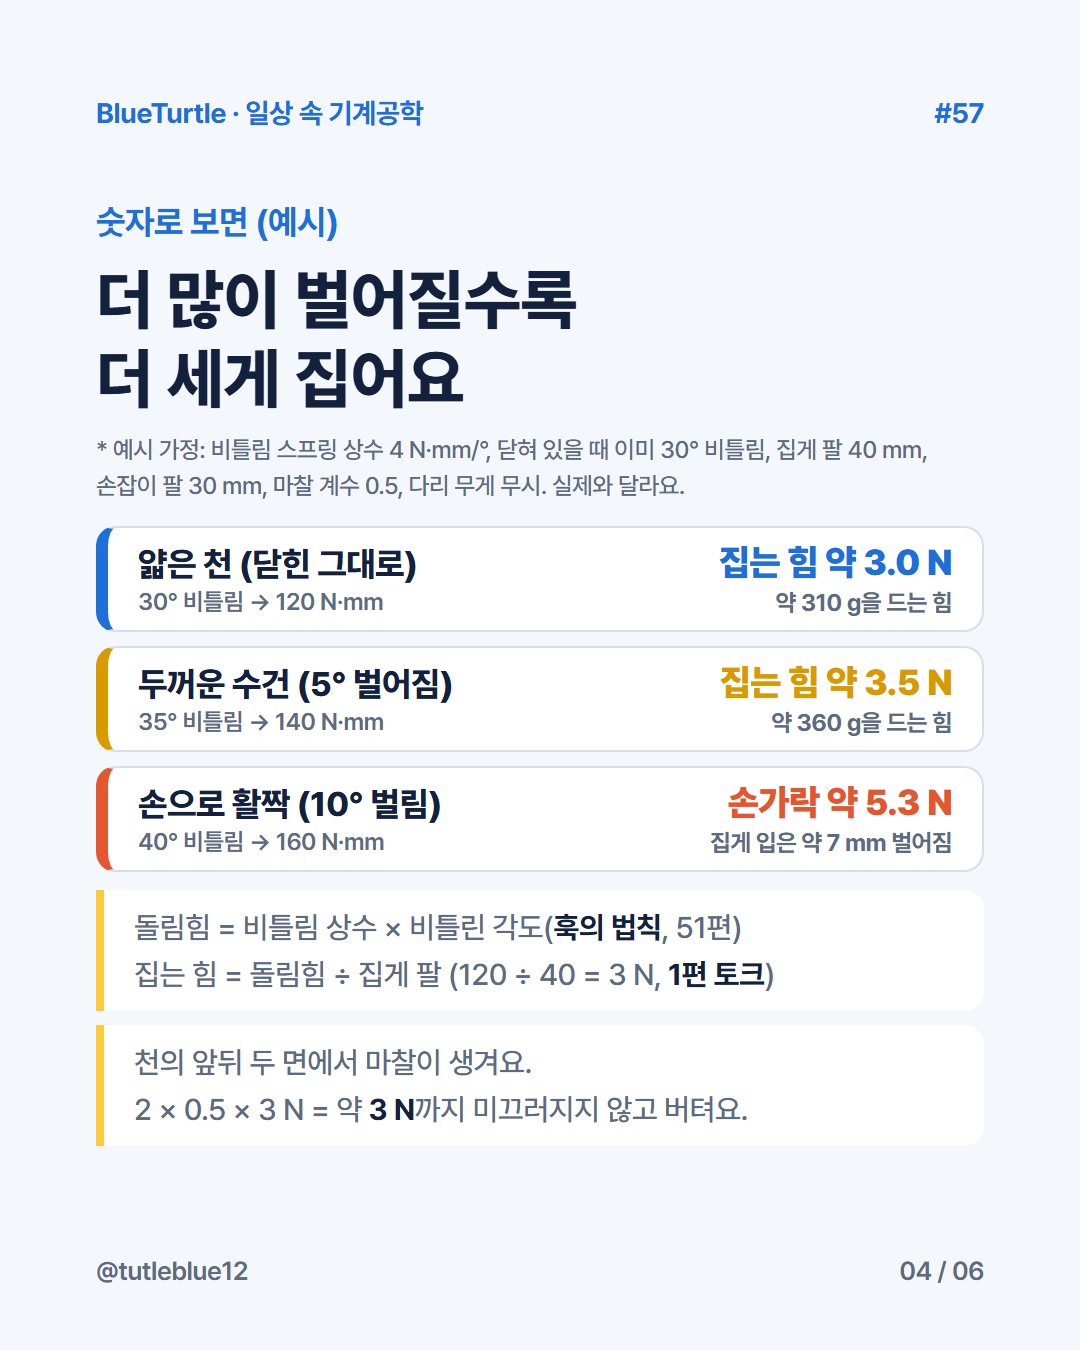 BlueTurtle · 일상 속 기계공학
#57
숫자로 보면 (예시)
더 많이 벌어질수록
더 세게 집어요
* 예시 가정: 비틀림 스프링 상수 4 N·mm/°, 닫혀 있을 때 이미 30° 비틀림, 집게 팔 40 mm,
손잡이 팔 30 mm, 마찰 계수 0.5, 다리 무게 무시. 실제와 달라요.
얇은 천 (닫힌 그대로)
집는 힘 약 3.0 N
30° 비틀림 → 120 N·mm
약 310 g을 드는 힘
두꺼운 수건 (5° 벌어짐)
집는 힘 약 3.5 N
35° 비틀림 → 140 N·mm
약 360 g을 드는 힘
손으로 활짝 (10° 벌림)
손가락 약 5.3 N
40° 비틀림 → 160 N·mm
집게 입은 약 7 mm 벌어짐
돌림힘 = 비틀림 상수 × 비틀린 각도(훅의 법칙, 51편)
집는 힘 = 돌림힘 ÷ 집게 팔 (120 ÷ 40 = 3 N, 1편 토크)
천의 앞뒤 두 면에서 마찰이 생겨요.
2 × 0.5 × 3 N = 약 3 N까지 미끄러지지 않고 버텨요.
@tutleblue12
04 / 06